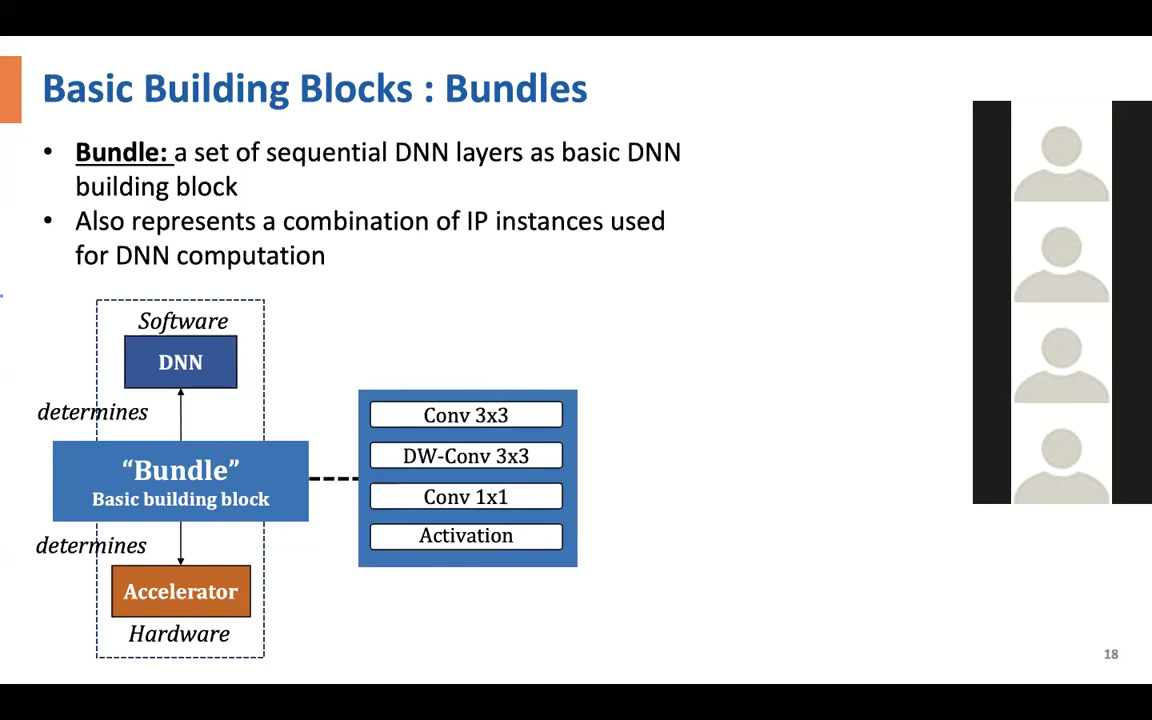 Basic Building Blocks : Bundles
• Bundle: a set of sequential DNN layers as basic DNN
building block
• Also represents a combination of IP instances used
for DNN computation
Software
DNN
determines
"Bundle"
Basic building block
determines
Accelerator
Hardware
Conv 3x3
DW-Conv 3x3
Conv 1x1
Activation
18